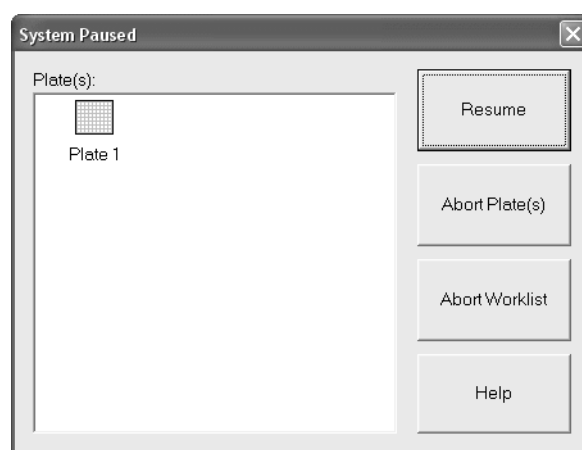 System Paused
Plate(s):
Plate 1
Resume
Abort Plate(s)
Abort Worklist
Help